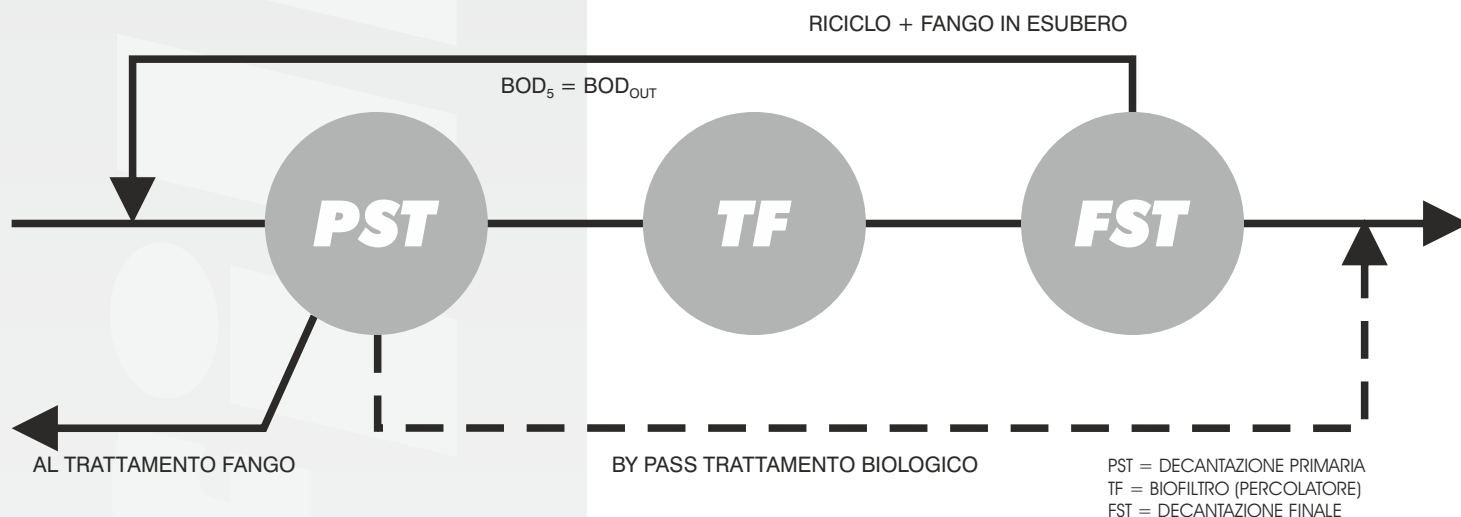 RICICLO + FANGO IN ESUBERO
BOD₅ = BOD_OUT
PST
TF
FST
AL TRATTAMENTO FANGO
BY PASS TRATTAMENTO BIOLOGICO
PST = DECANTAZIONE PRIMARIA
TF = BIOFILTRO (PERCOLATORE)
FST = DECANTAZIONE FINALE